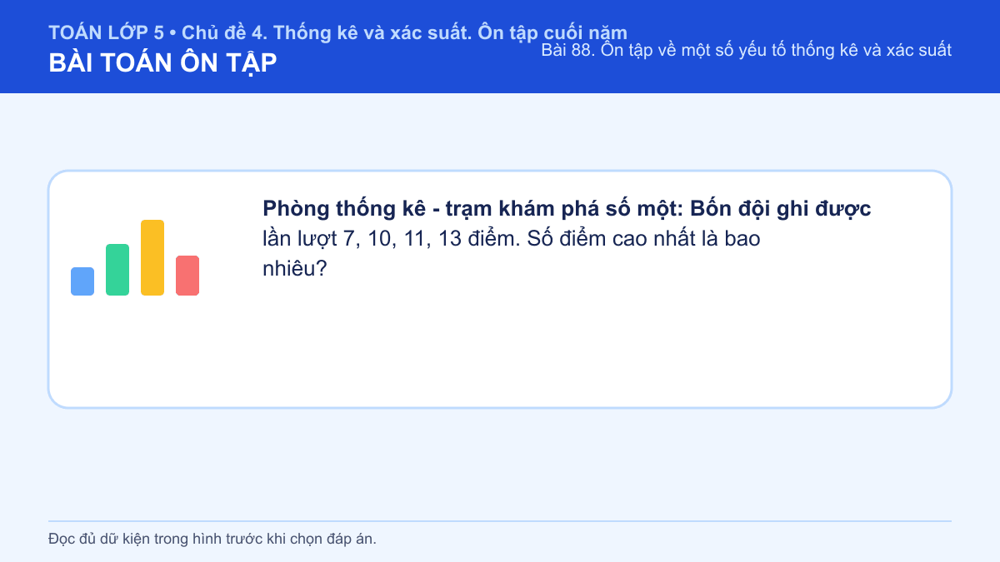 TOÁN LỚP 5 • Chủ đề 4. Thống kê và xác suất. Ôn tập cuối năm
BÀI TOÁN ÔN TẬP
Bài 88. Ôn tập về một số yếu tố thống kê và xác suất
Phòng thống kê - trạm khám phá số một: Bốn đội ghi được
lần lượt 7, 10, 11, 13 điểm. Số điểm cao nhất là bao
nhiêu?
Đọc đủ dữ kiện trong hình trước khi chọn đáp án.